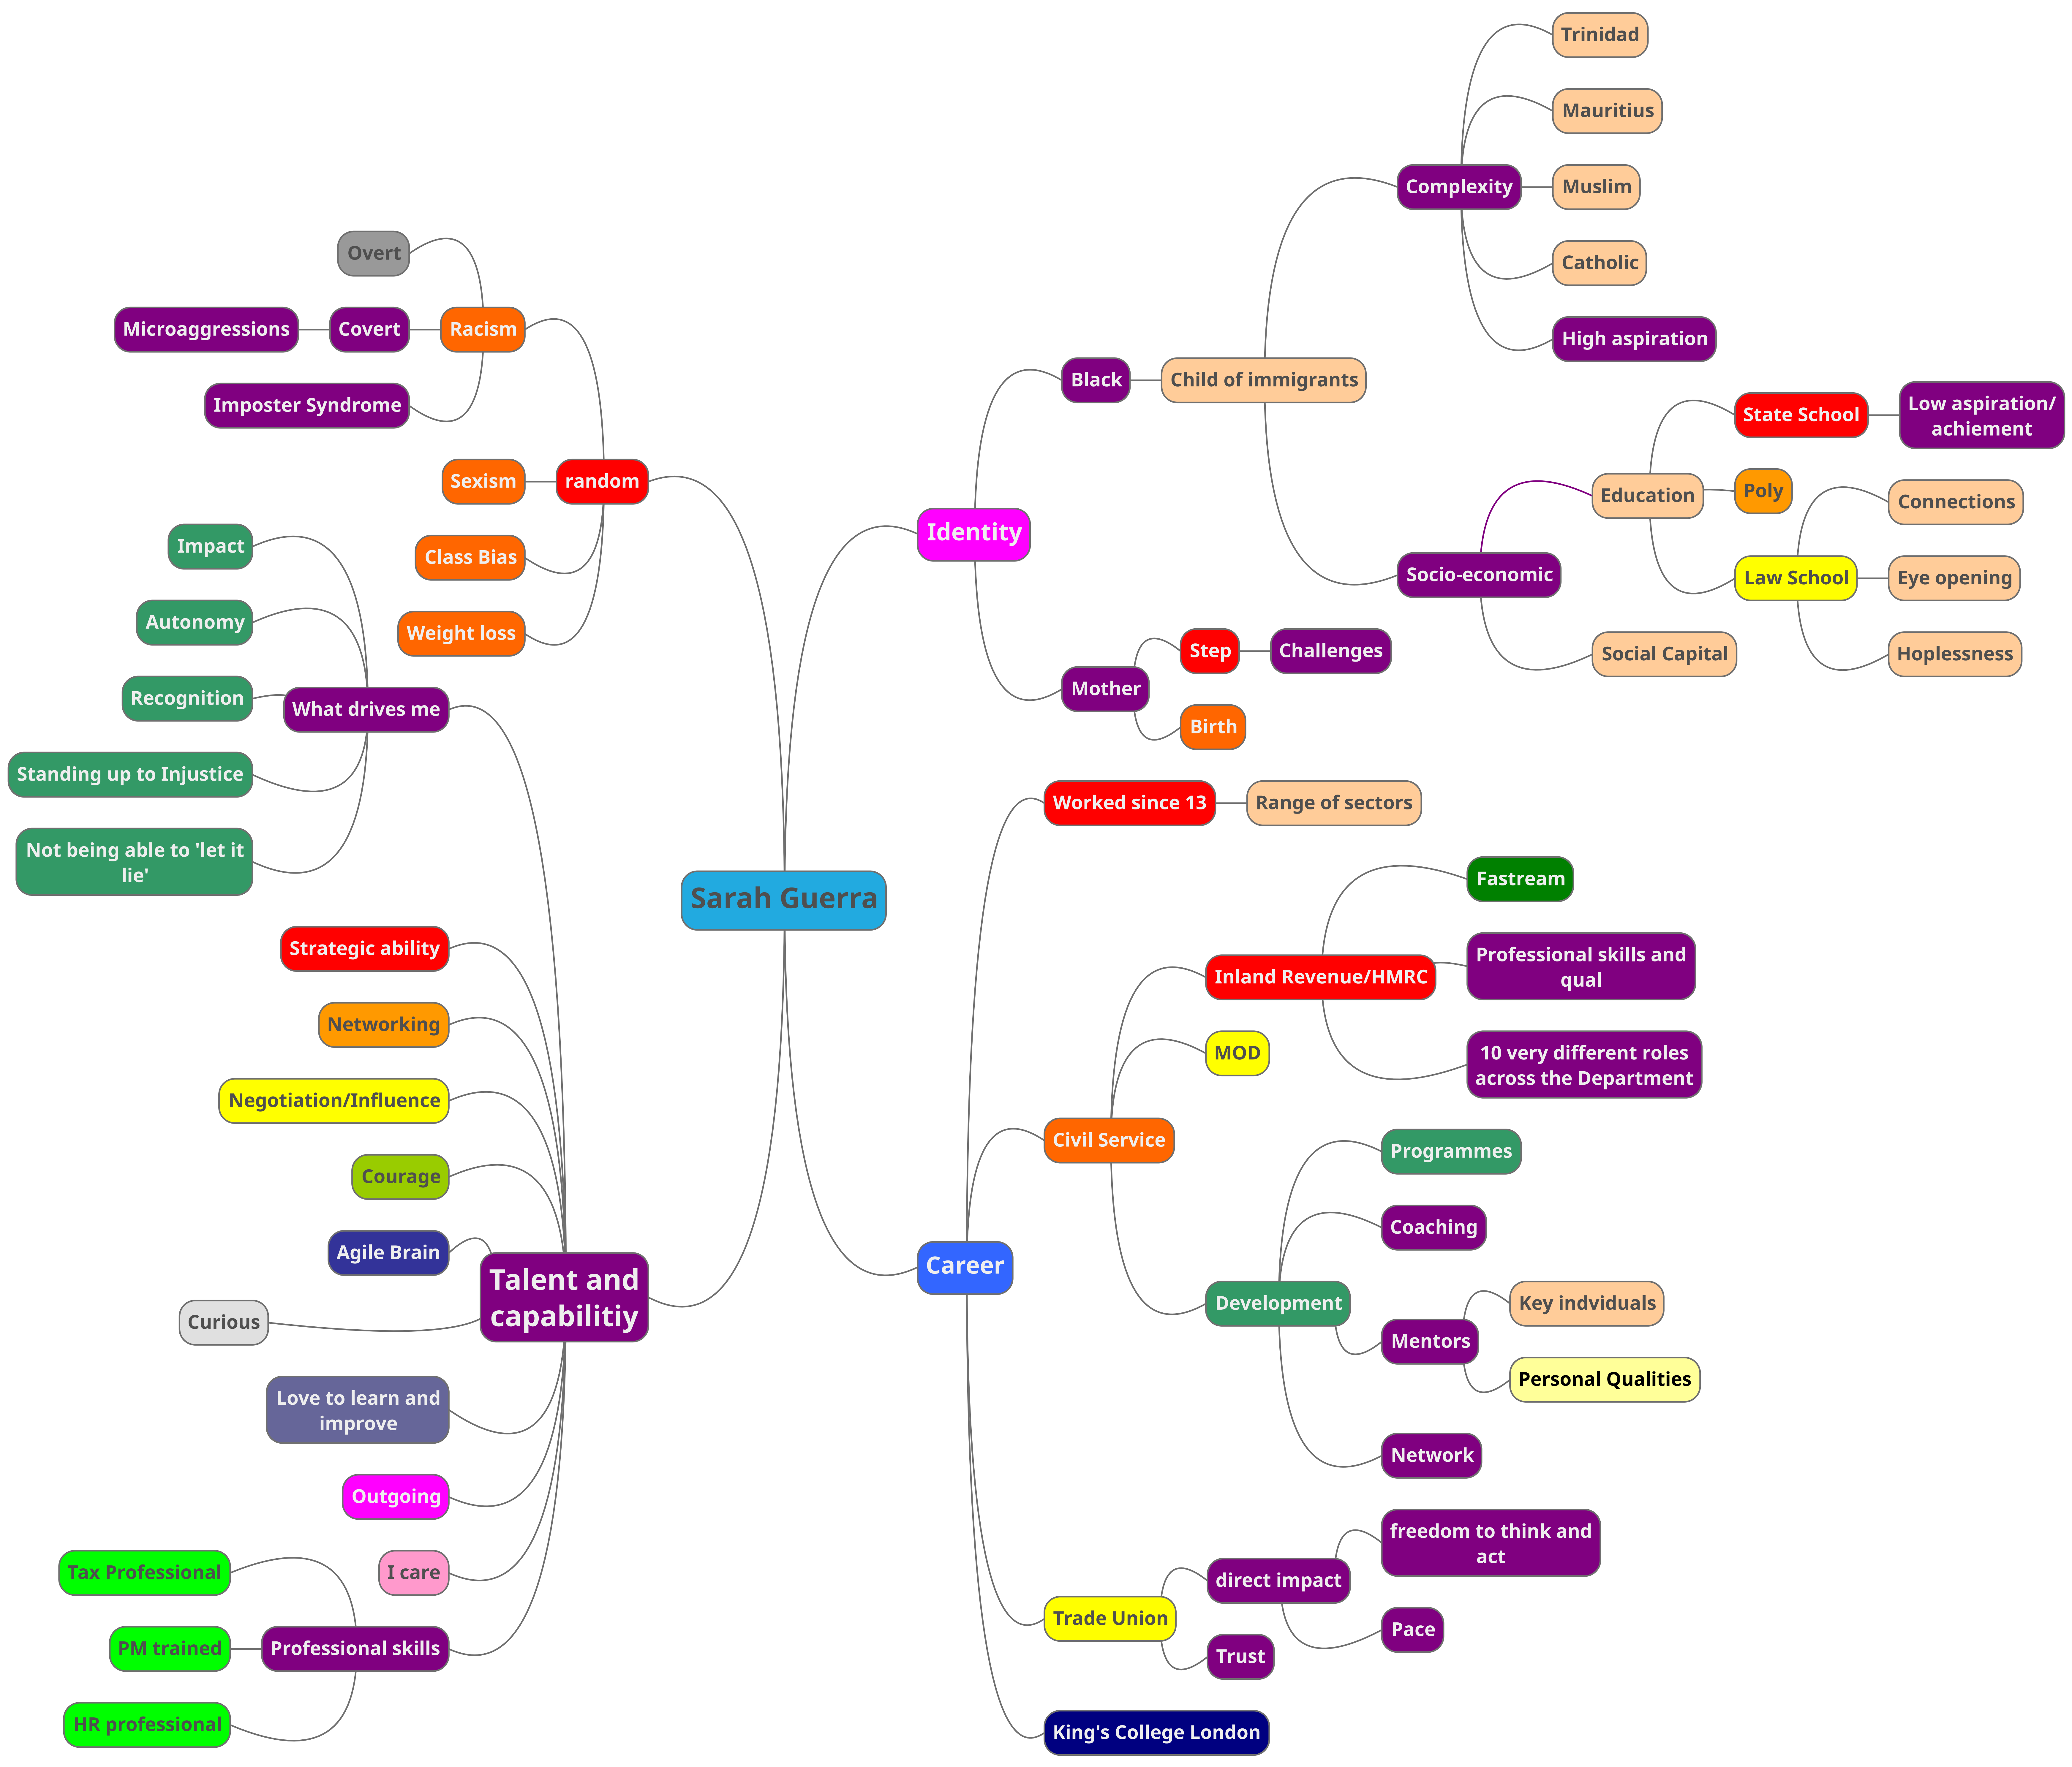 Sarah Guerra
Identity
Black
Child of immigrants
Complexity
Trinidad
Mauritius
Muslim
Catholic
High aspiration
Socio-economic
Education
State School
Low aspiration/
achiement
Poly
Law School
Connections
Eye opening
Hoplessness
Social Capital
Mother
Step
Challenges
Birth
Career
Worked since 13
Range of sectors
Civil Service
Inland Revenue/HMRC
Fastream
Professional skills and
qual
10 very different roles
across the Department
MOD
Development
Programmes
Coaching
Mentors
Key indviduals
Personal Qualities
Network
Trade Union
direct impact
freedom to think and
act
Pace
Trust
King's College London
random
Racism
Overt
Covert
Microaggressions
Imposter Syndrome
Sexism
Class Bias
Weight loss
Talent and
capabilitiy
What drives me
Impact
Autonomy
Recognition
Standing up to Injustice
Not being able to 'let it
lie'
Strategic ability
Networking
Negotiation/Influence
Courage
Agile Brain
Curious
Love to learn and
improve
Outgoing
I care
Professional skills
Tax Professional
PM trained
HR professional